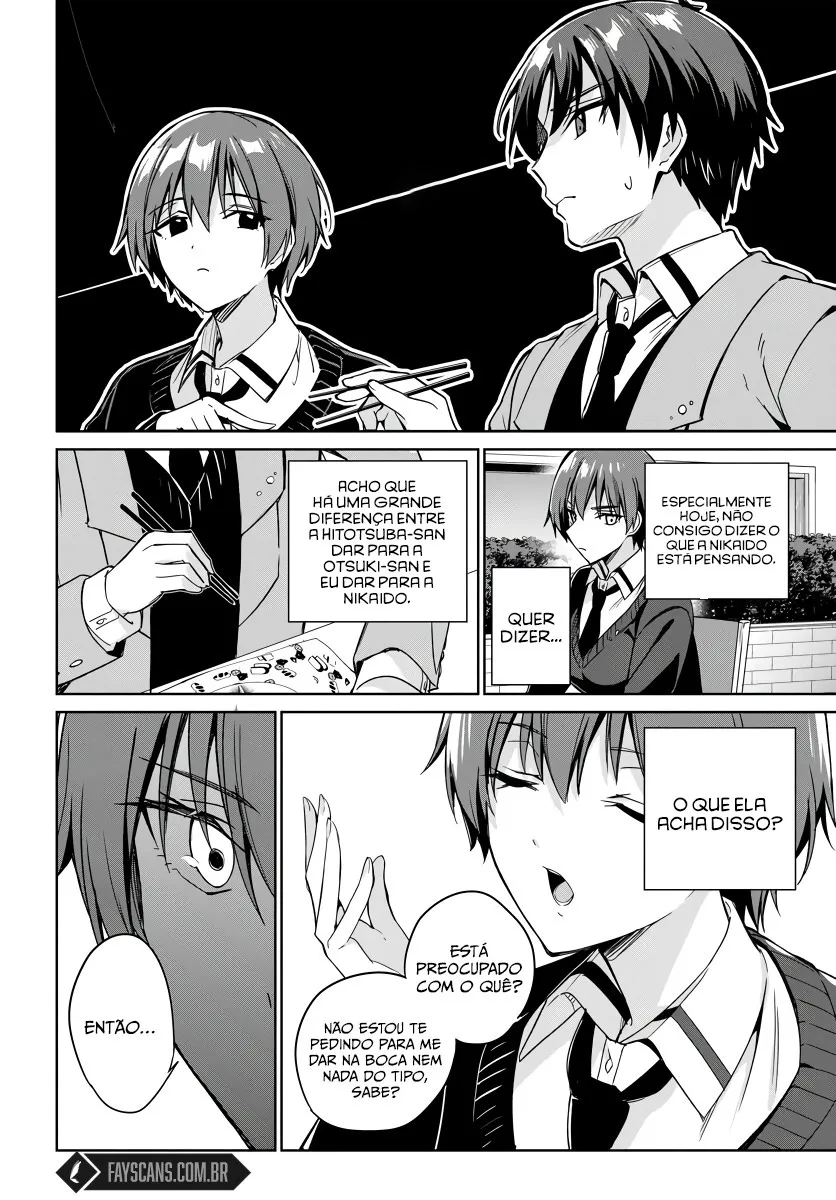 ESPECIALMENTE
HOJE, NÃO
CONSIGO DIZER O
QUE A NIKAIDO
ESTÁ PENSANDO.
QUER
DIZER...
ACHO QUE
HÁ UMA GRANDE
DIFERENÇA ENTRE
A HITOTSUBA-SAN
DAR PARA A
OTSUKI-SAN E
EU DAR PARA A
NIKAIDO.
O QUE ELA
ACHA DISSO?
ESTÁ
PREOCUPADO
COM O QUÊ?
NÃO ESTOU TE
PEDINDO PARA ME
DAR NA BOCA NEM
NADA DO TIPO,
SABE?
ENTÃO...
FAYSCANS.COM.BR